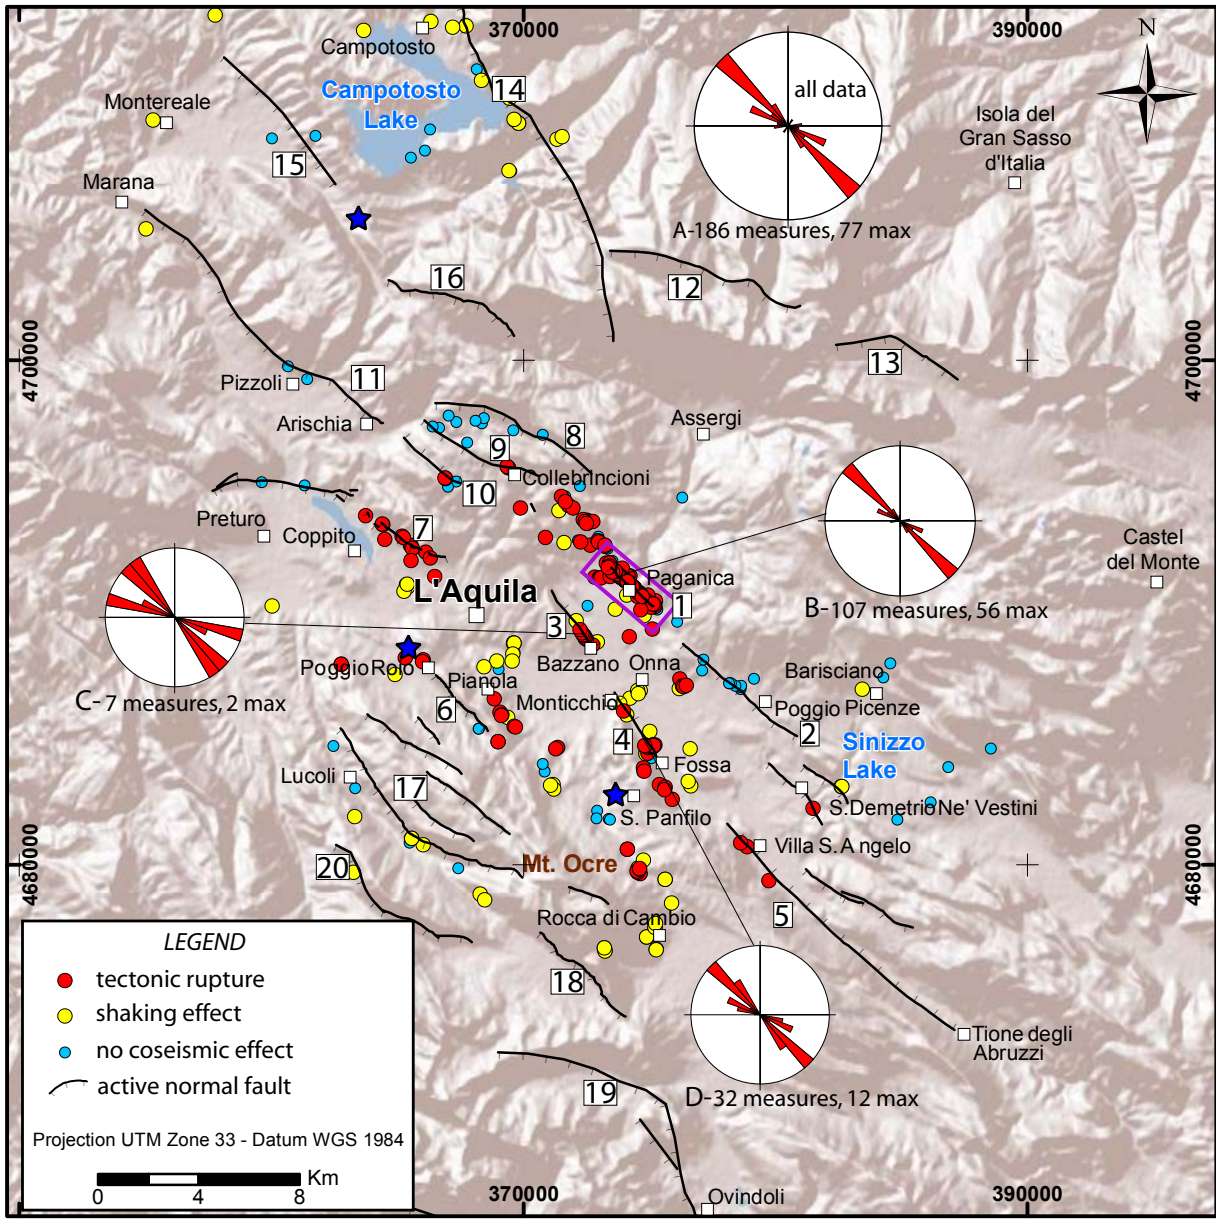 370000
390000
N
Campotosto
Campotosto
Lake
14
all data
Isola del
Gran Sasso
d'Italia
Montereale
15
Marana
A-186 measures, 77 max
16
12
4700000
4700000
13
Pizzoli
11
Arischia
Assergi
8
9
Collebrincioni
10
Preturo
Coppito
7
Castel
del Monte
L'Aquila
Paganica
1
B-107 measures, 56 max
3
Bazzano
Onna
Poggio Roio
Pianola
Barisciano
C- 7 measures, 2 max
6
Monticchio
Poggio Picenze
4
2
Sinizzo
Lake
Fossa
Lucoli
17
S. Panfilo
S.Demetrio Ne' Vestini
Villa S. Angelo
20
Mt. Ocre
4680000
4680000
5
Rocca di Cambio
LEGEND
tectonic rupture
shaking effect
no coseismic effect
active normal fault
18
Tione degli
Abruzzi
19
D-32 measures, 12 max
Projection UTM Zone 33 - Datum WGS 1984
Km
0 4 8
370000
390000
Ovindoli